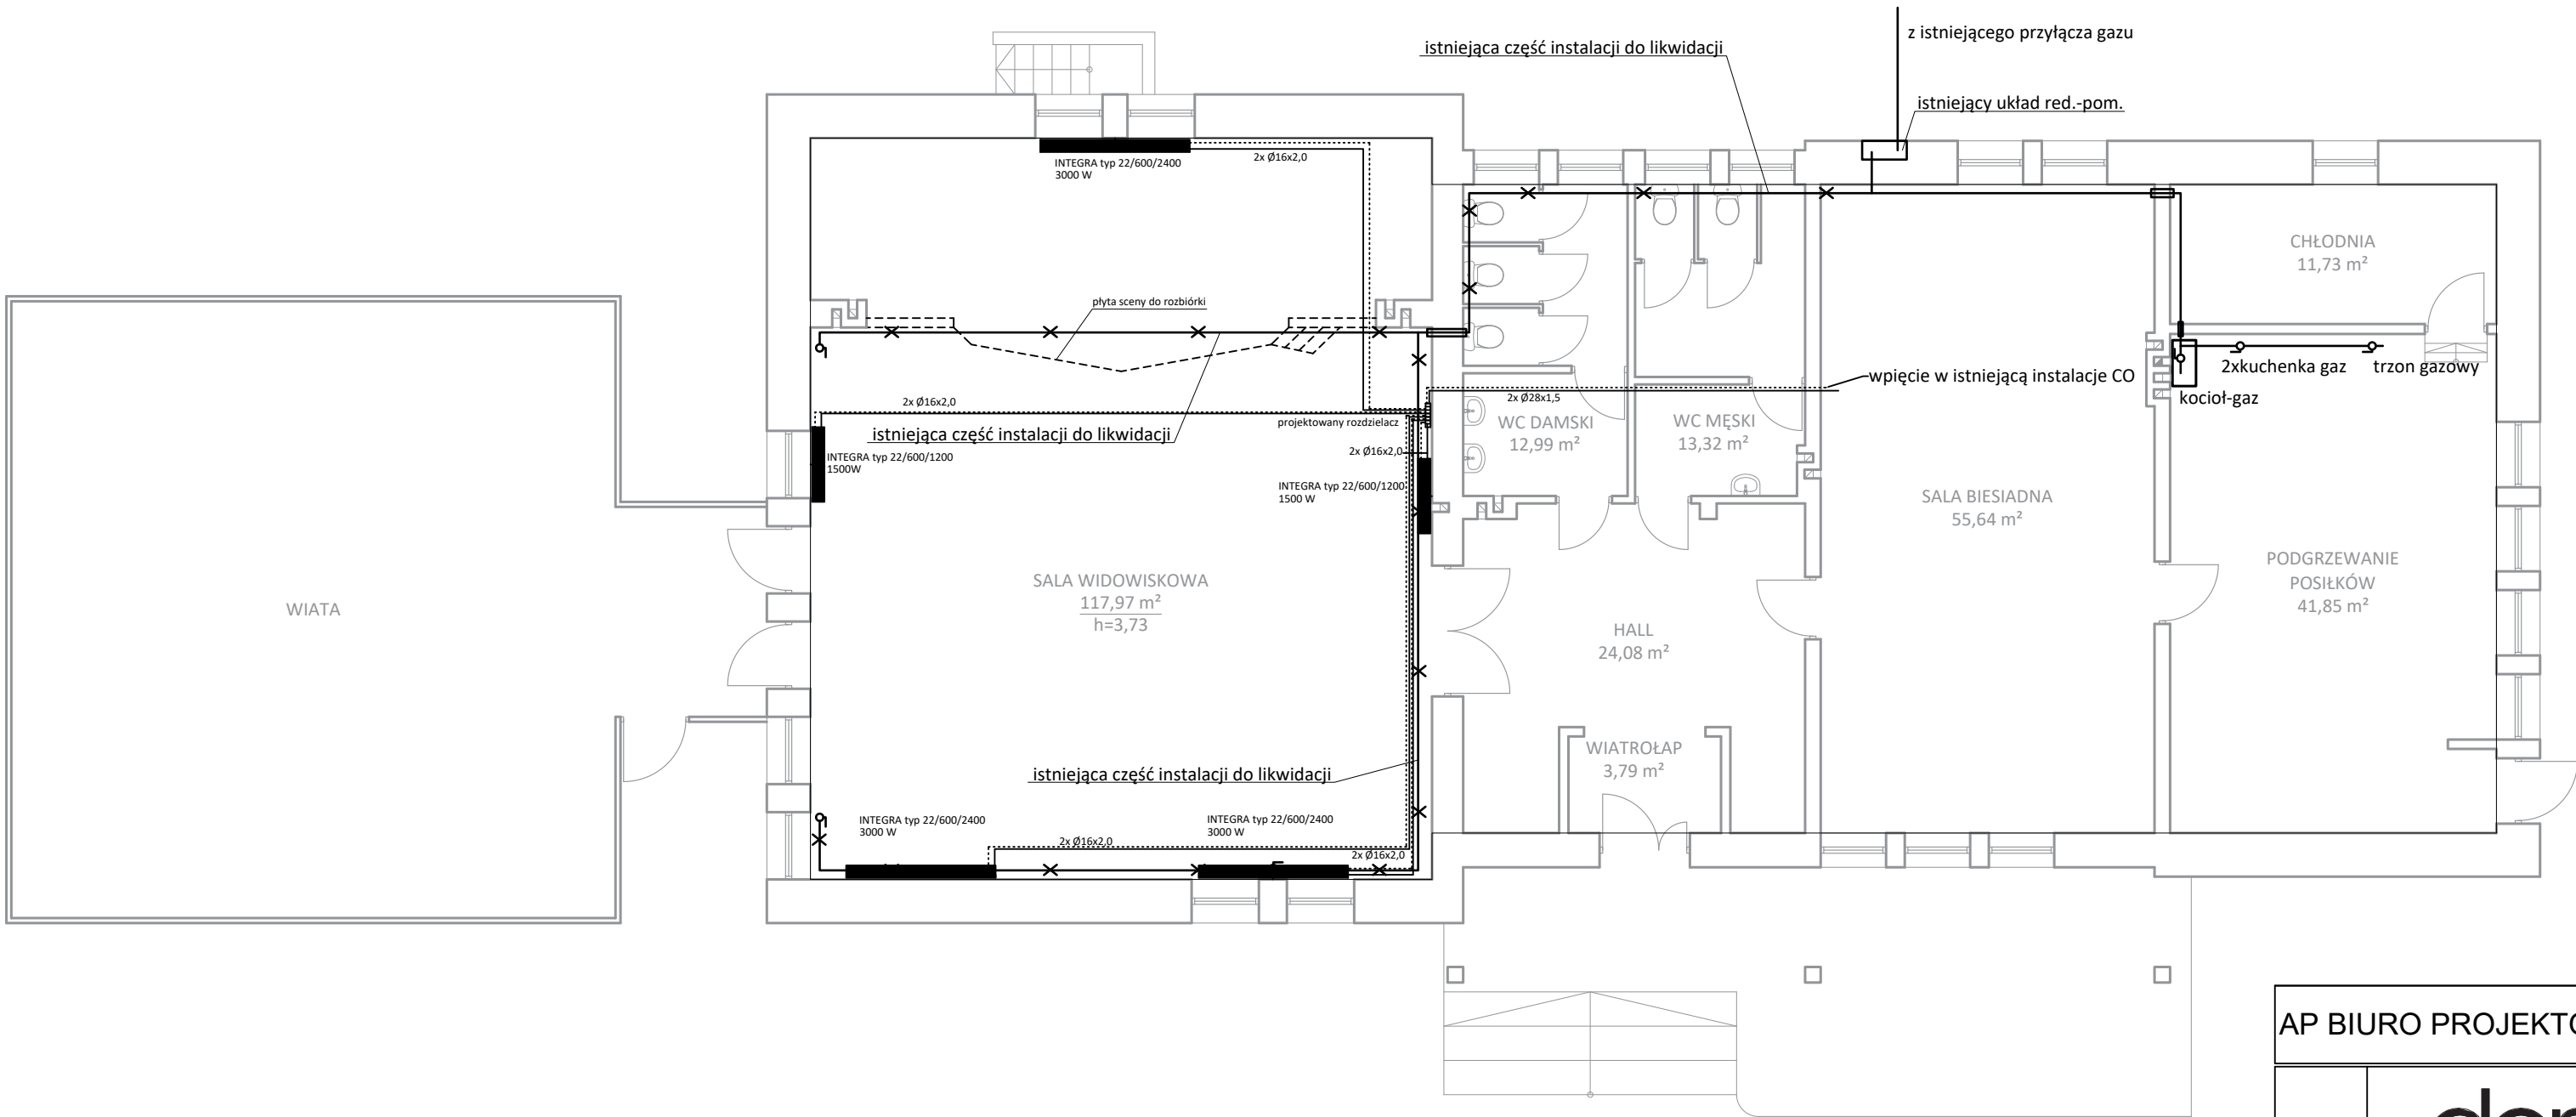 z istniejącego przyłącza gazu
istniejąca część instalacji do likwidacji
istniejący układ red.-pom.
INTEGRA typ 22/600/2400
3000 W
2x Ø16x2,0
CHŁODNIA
11,73 m²
płyta sceny do rozbiórki
2xkuchenka gaz
trzon gazowy
kocioł-gaz
wpięcie w istniejącą instalacje CO
2x Ø28x1,5
2x Ø16x2,0
projektowany rozdzielacz
istniejąca część instalacji do likwidacji
WC DAMSKI
12,99 m²
WC MĘSKI
13,32 m²
2x Ø16x2,0
INTEGRA typ 22/600/1200
1500W
INTEGRA typ 22/600/1200
1500 W
SALA BIESIADNA
55,64 m²
PODGRZEWANIE
POSIŁKÓW
41,85 m²
SALA WIDOWISKOWA
117,97 m²
h=3,73
WIATA
HALL
24,08 m²
WIATROŁAP
3,79 m²
istniejąca część instalacji do likwidacji
INTEGRA typ 22/600/2400
3000 W
INTEGRA typ 22/600/2400
3000 W
2x Ø16x2,0
2x Ø16x2,0
AP BIURO PROJEKTO